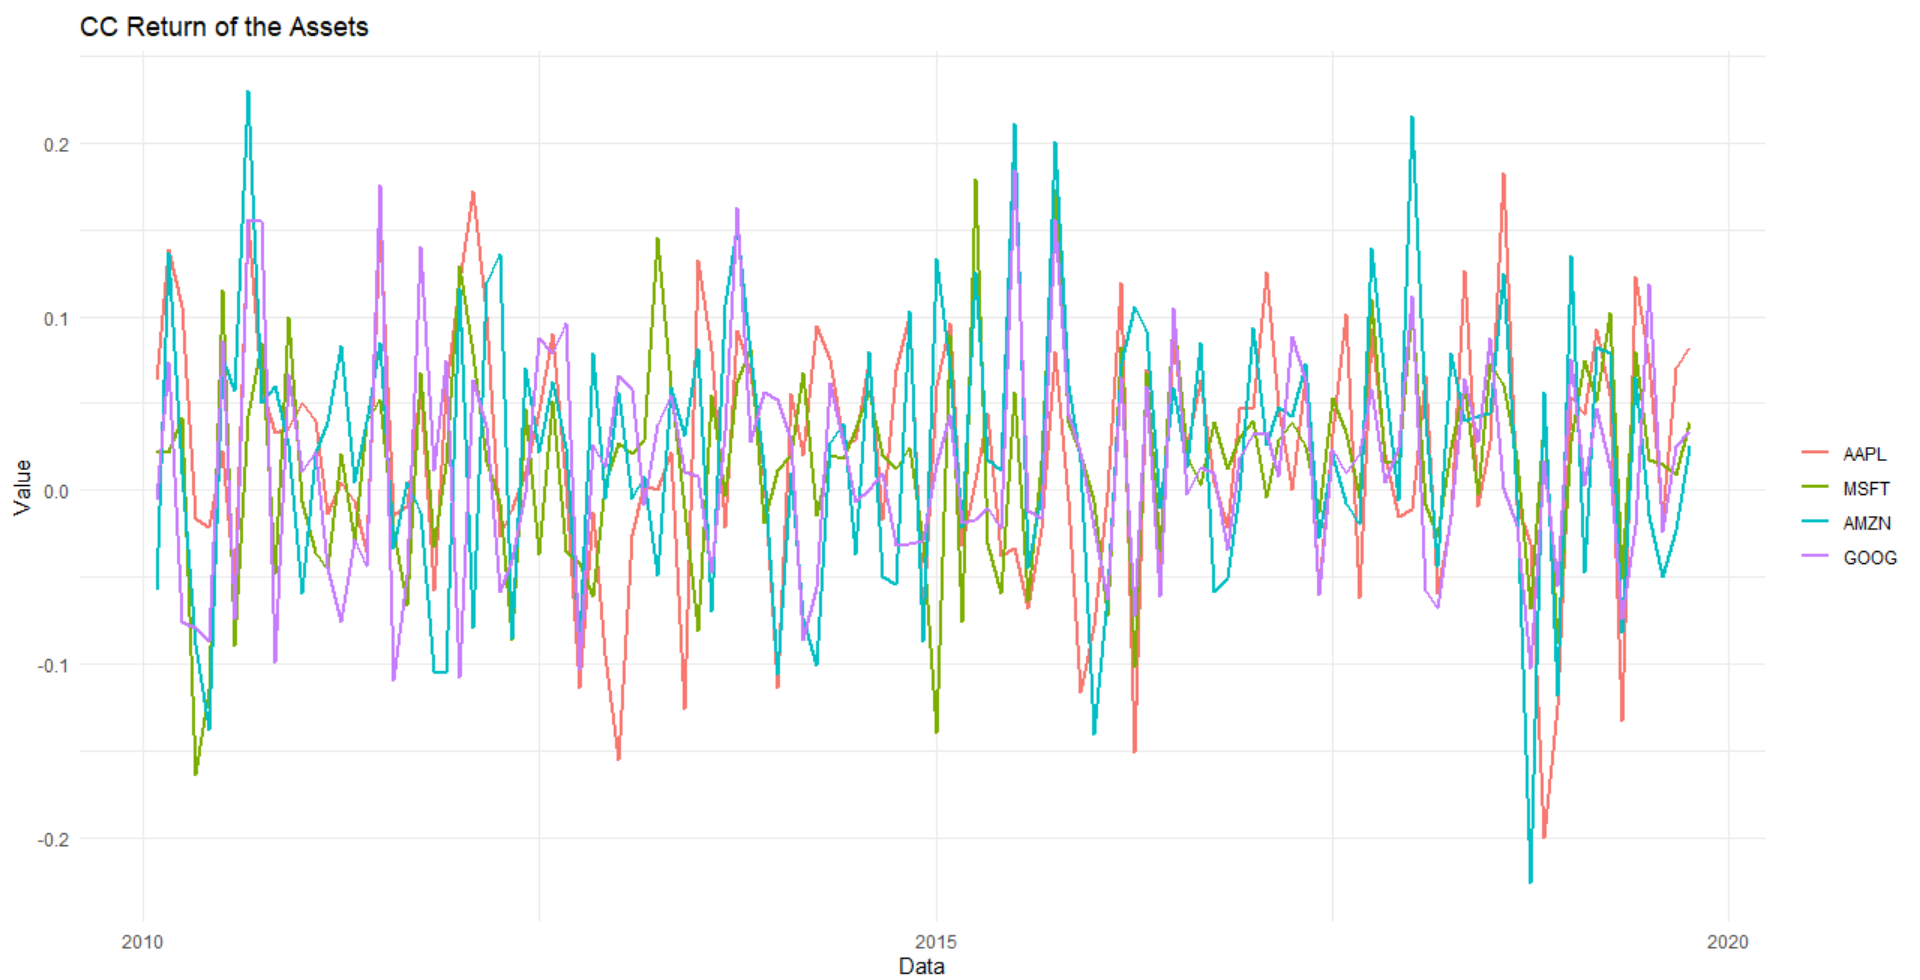 CC Return of the Assets
Value
0.2
0.1
0.0
-0.1
-0.2
2010
2015
2020
Data
AAPL
MSFT
AMZN
GOOG